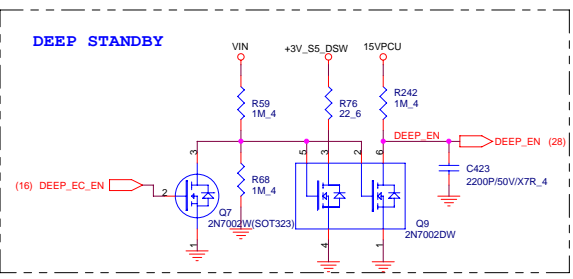 DEEP STANDBY
VIN
+3V_S5_DSW
15VPCU
R59
1M_4
R76
22_6
R242
1M_4
DEEP_EN
DEEP_EN (28)
3
5
3
2
6
(16) DEEP_EC_EN
2
R68
1M_4
C423
2200P/50V/X7R_4
Q7
2N7002W(SOT323)
Q9
2N7002DW
1
4
1